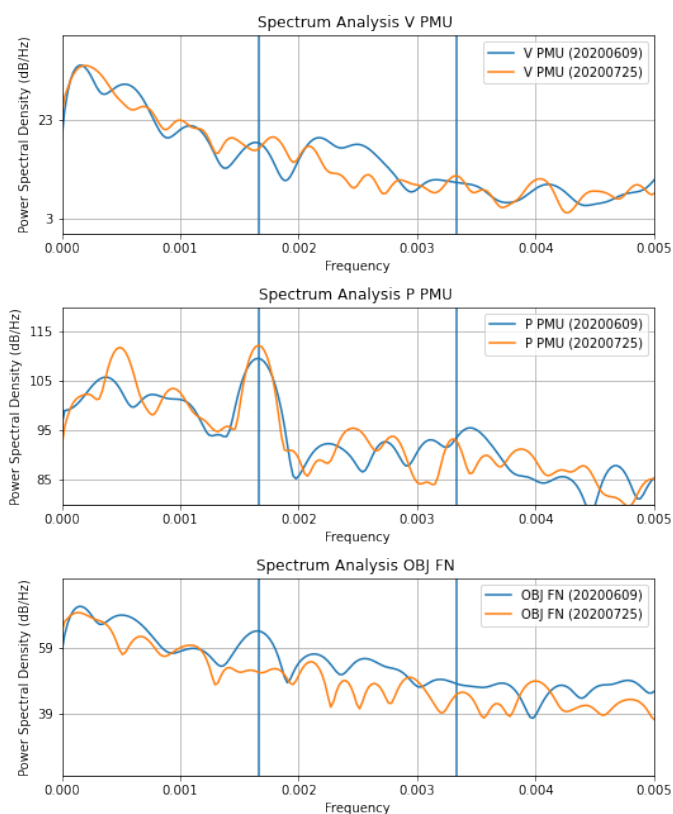 Spectrum Analysis V PMU
Power Spectral Density (dB/Hz)
23
3
V PMU (20200609)
V PMU (20200725)
0.000 0.001 0.002 0.003 0.004 0.005
Frequency
Spectrum Analysis P PMU
Power Spectral Density (dB/Hz)
115
105
95
85
P PMU (20200609)
P PMU (20200725)
0.000 0.001 0.002 0.003 0.004 0.005
Frequency
Spectrum Analysis OBJ FN
Power Spectral Density (dB/Hz)
59
39
OBJ FN (20200609)
OBJ FN (20200725)
0.000 0.001 0.002 0.003 0.004 0.005
Frequency